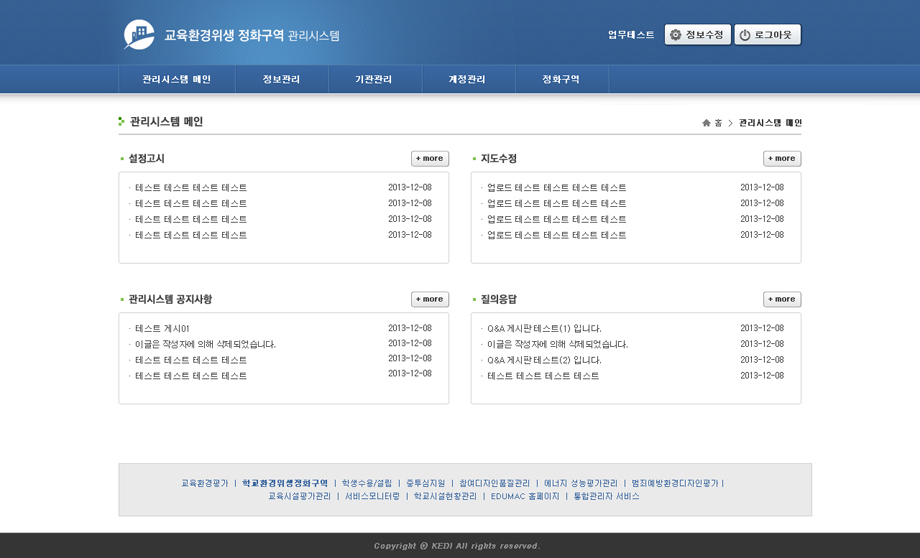 교육환경위생 정화구역 관리시스템
업무테스트 정보수정 로그아웃
관리시스템 메인 정보관리 기관관리 계정관리 정화구역
관리시스템 메인
홈 > 관리시스템 메인
설정고시 + more
· 테스트 테스트 테스트 테스트 2013-12-08
· 테스트 테스트 테스트 테스트 2013-12-08
· 테스트 테스트 테스트 테스트 2013-12-08
· 테스트 테스트 테스트 테스트 2013-12-08
지도수정 + more
· 업로드 테스트 테스트 테스트 테스트 2013-12-08
· 업로드 테스트 테스트 테스트 테스트 2013-12-08
· 업로드 테스트 테스트 테스트 테스트 2013-12-08
· 업로드 테스트 테스트 테스트 테스트 2013-12-08
관리시스템 공지사항 + more
· 테스트 게시01 2013-12-08
· 이글은 작성자에 의해 삭제되었습니다. 2013-12-08
· 테스트 테스트 테스트 테스트 2013-12-08
· 테스트 테스트 테스트 테스트 2013-12-08
질의응답 + more
· Q&A 게시판 테스트(1) 입니다. 2013-12-08
· 이글은 작성자에 의해 삭제되었습니다. 2013-12-08
· Q&A 게시판 테스트(2) 입니다. 2013-12-08
· 테스트 테스트 테스트 테스트 2013-12-08
교육환경평가 | 학교환경위생정화구역 | 학생수용/설립 | 중투심지원 | 참여디자인품질관리 | 에너지 성능평가관리 | 범죄예방환경디자인평가 |
교육시설평가관리 | 서비스모니터링 | 학교시설현황관리 | EDUMAC 홈페이지 | 통합관리자 서비스
Copyright ⓒ KEDI All rights reserved.